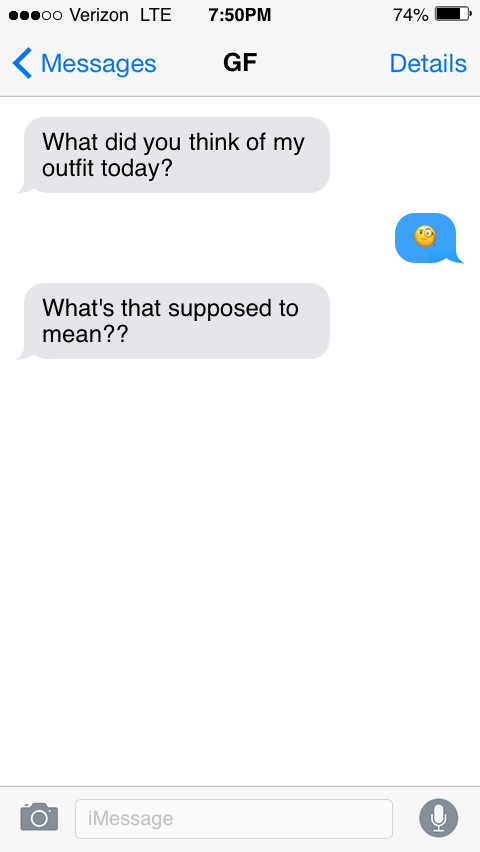 Verizon LTE 7:50PM 74%
Messages GF Details
What did you think of my
outfit today?
🧐
What's that supposed to
mean??
iMessage